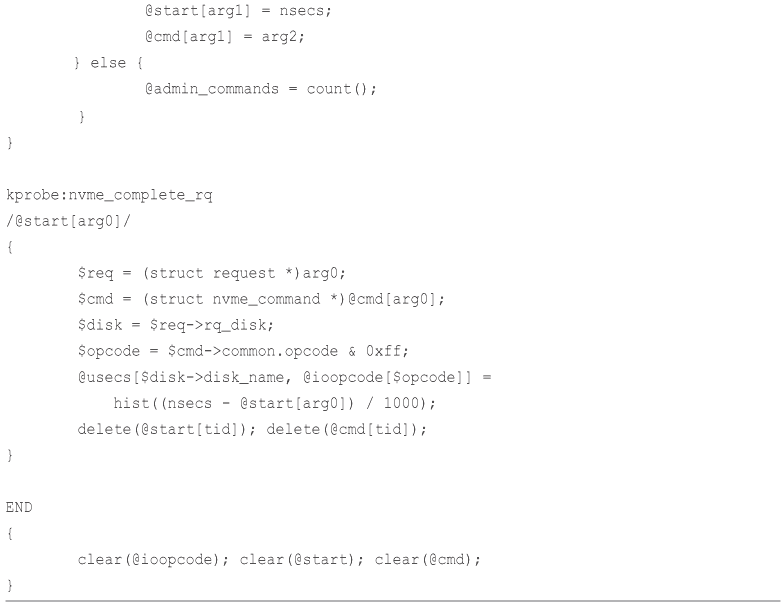 @start[arg1] = nsecs;
                @cmd[arg1] = arg2;
        } else {
                @admin_commands = count();
        }
}

kprobe:nvme_complete_rq
/@start[arg0]/
{
        $req = (struct request *)arg0;
        $cmd = (struct nvme_command *)@cmd[arg0];
        $disk = $req->rq_disk;
        $opcode = $cmd->common.opcode & 0xff;
        @usecs[$disk->disk_name, @ioopcode[$opcode]] =
            hist((nsecs - @start[arg0]) / 1000);
        delete(@start[tid]); delete(@cmd[tid]);
}

END
{
        clear(@ioopcode); clear(@start); clear(@cmd);
}